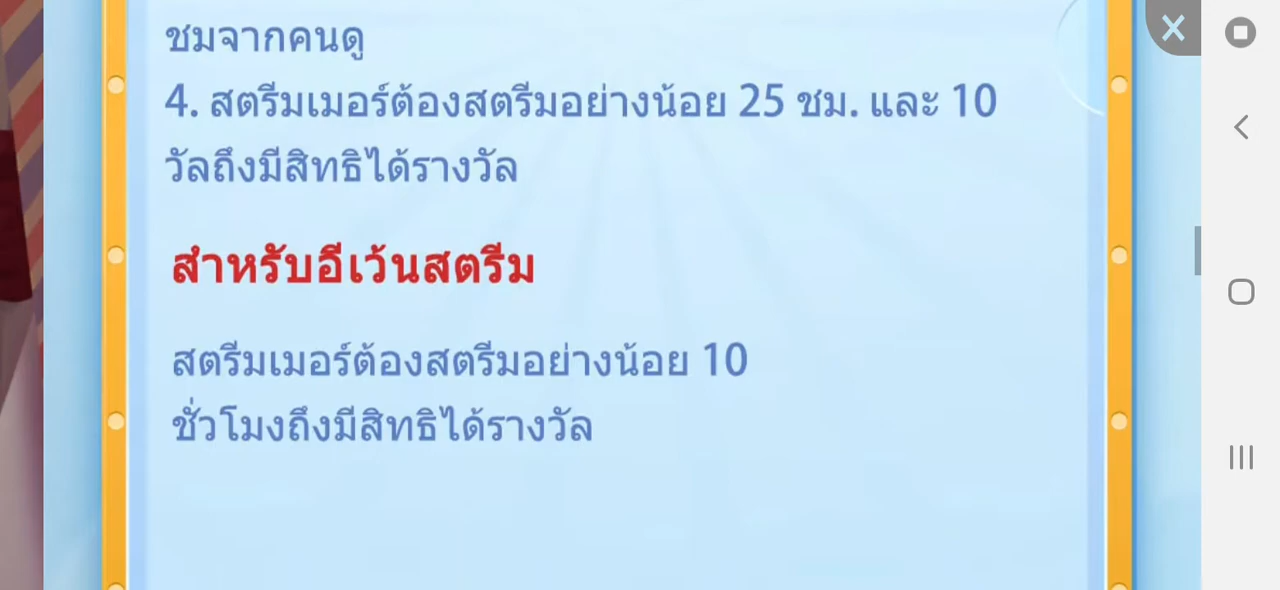 ชมจากคนดู
4. สตรีมเมอร์ต้องสตรีมอย่างน้อย 25 ชม. และ 10
วัลถึงมีสิทธิได้รางวัล
สำหรับอีเว้นสตรีม
สตรีมเมอร์ต้องสตรีมอย่างน้อย 10
ชั่วโมงถึงมีสิทธิได้รางวัล